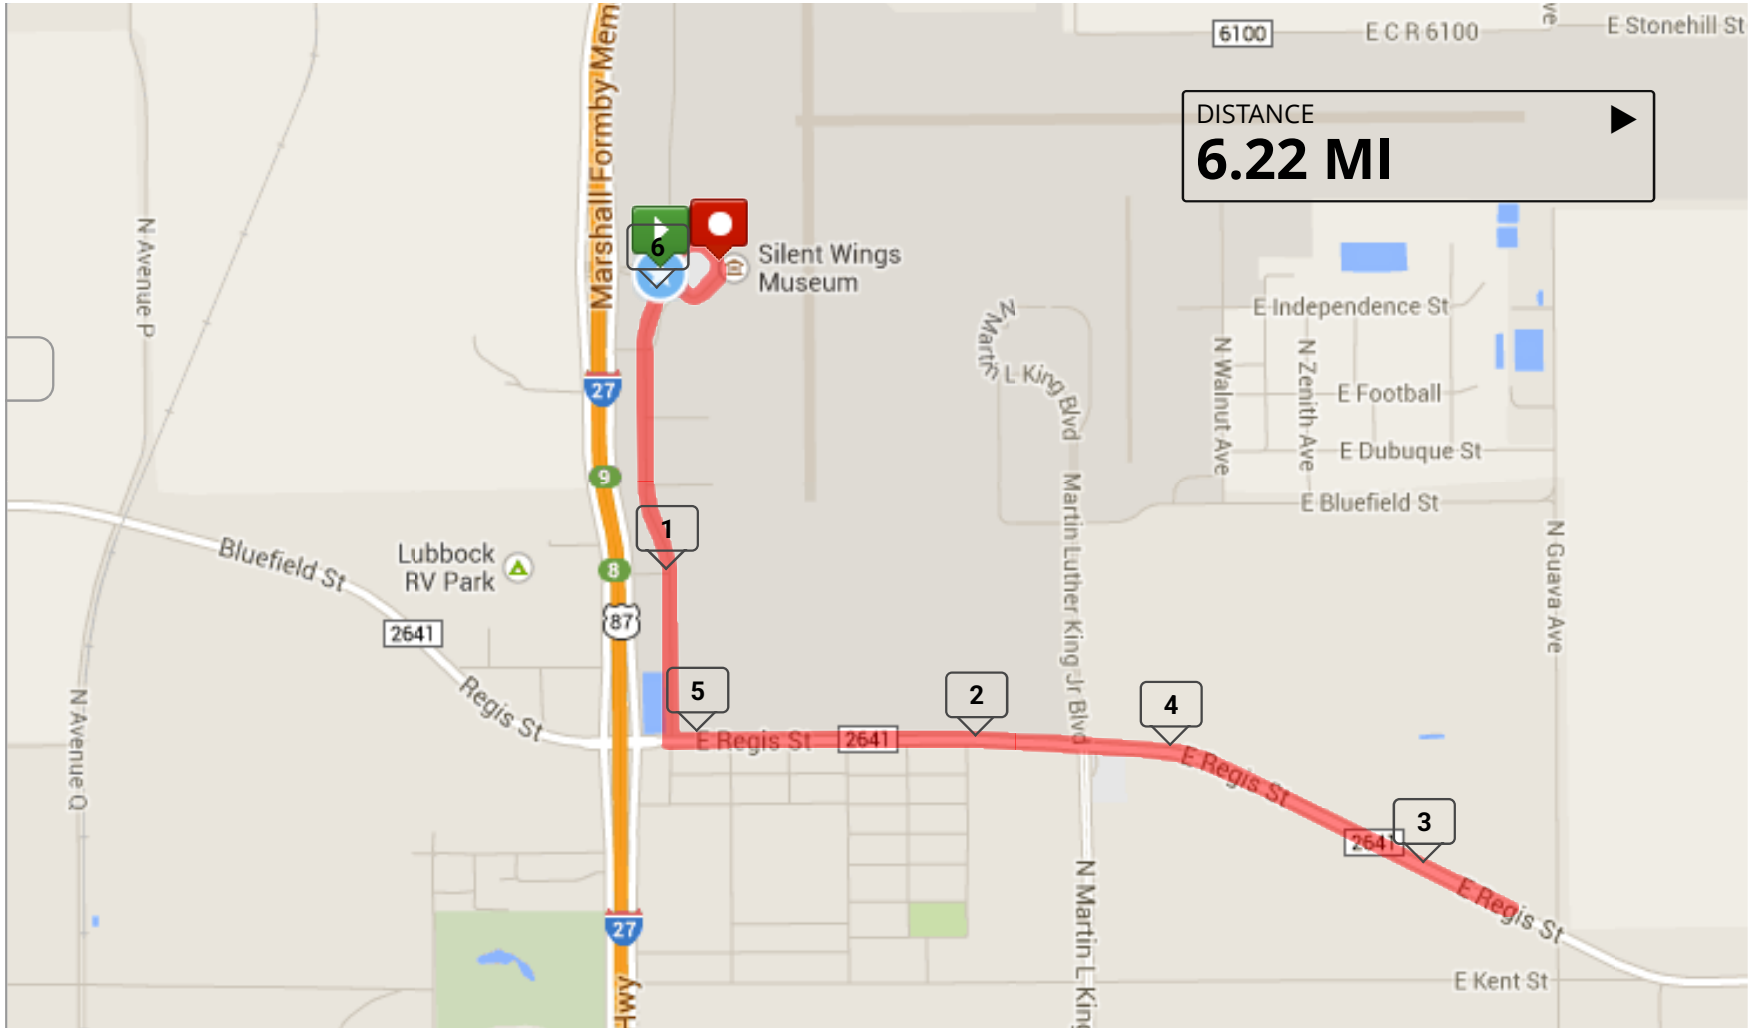 6100
E C R 6100
ve
E Stonehill St
Marshall Formby Mem
DISTANCE
6.22 MI
N Avenue P
6
Silent Wings
Museum
E Independence St
N Martin L King Blvd
N Walnut Ave
N Zenith Ave
27
E Football
E Dubuque St
9
E Bluefield St
1
Bluefield St
Lubbock
RV Park
8
Martin Luther King Jr Blvd
N Guava Ave
87
2641
Regis St
N Avenue Q
5
2
4
E Regis St
2641
E Regis St
3
2641
E Regis St
27
N Martin L King
Hwy
E Kent St